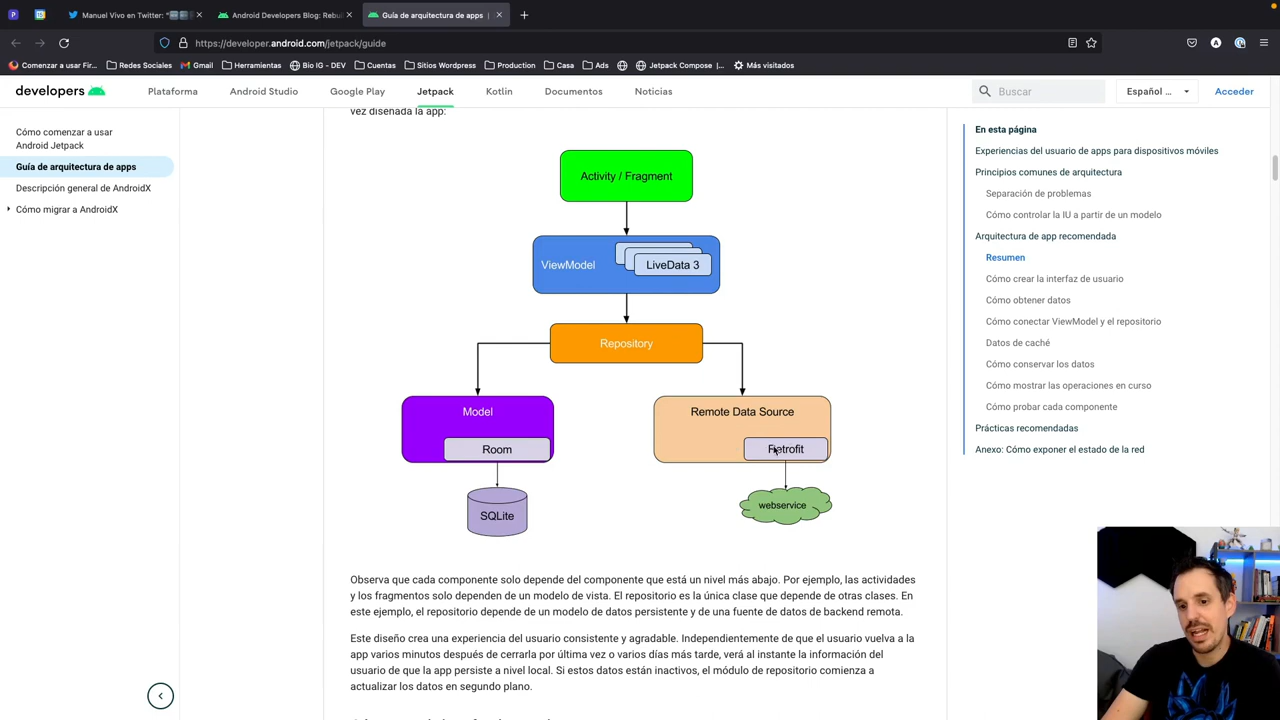 Manuel Vivo en Twitter: "
Android Developers Blog: Rebui
Guía de arquitectura de apps
https://developer.android.com/jetpack/guide
Comenzar a usar Fir...
Redes Sociales
Gmail
Herramientas
Bio IG - DEV
Cuentas
Sitios Wordpress
Production
Casa
Ads
Jetpack Compose |...
Más visitados
developers
Plataforma
Android Studio
Google Play
Jetpack
Kotlin
Documentos
Noticias
Buscar
Español ...
Acceder
Cómo comenzar a usar
Android Jetpack
Guía de arquitectura de apps
Descripción general de AndroidX
Cómo migrar a AndroidX
vez diseñada la app:
Activity / Fragment
ViewModel
LiveData 3
Repository
Model
Room
Remote Data Source
Retrofit
SQLite
webservice
Observa que cada componente solo depende del componente que está un nivel más abajo. Por ejemplo, las actividades
y los fragmentos solo dependen de un modelo de vista. El repositorio es la única clase que depende de otras clases. En
este ejemplo, el repositorio depende de un modelo de datos persistente y de una fuente de datos de backend remota.
Este diseño crea una experiencia del usuario consistente y agradable. Independientemente de que el usuario vuelva a la
app varios minutos después de cerrarla por última vez o varios días más tarde, verá al instante la información del
usuario de que la app persiste a nivel local. Si estos datos están inactivos, el módulo de repositorio comienza a
actualizar los datos en segundo plano.
En esta página
Experiencias del usuario de apps para dispositivos móviles
Principios comunes de arquitectura
Separación de problemas
Cómo controlar la IU a partir de un modelo
Arquitectura de app recomendada
Resumen
Cómo crear la interfaz de usuario
Cómo obtener datos
Cómo conectar ViewModel y el repositorio
Datos de caché
Cómo conservar los datos
Cómo mostrar las operaciones en curso
Cómo probar cada componente
Prácticas recomendadas
Anexo: Cómo exponer el estado de la red